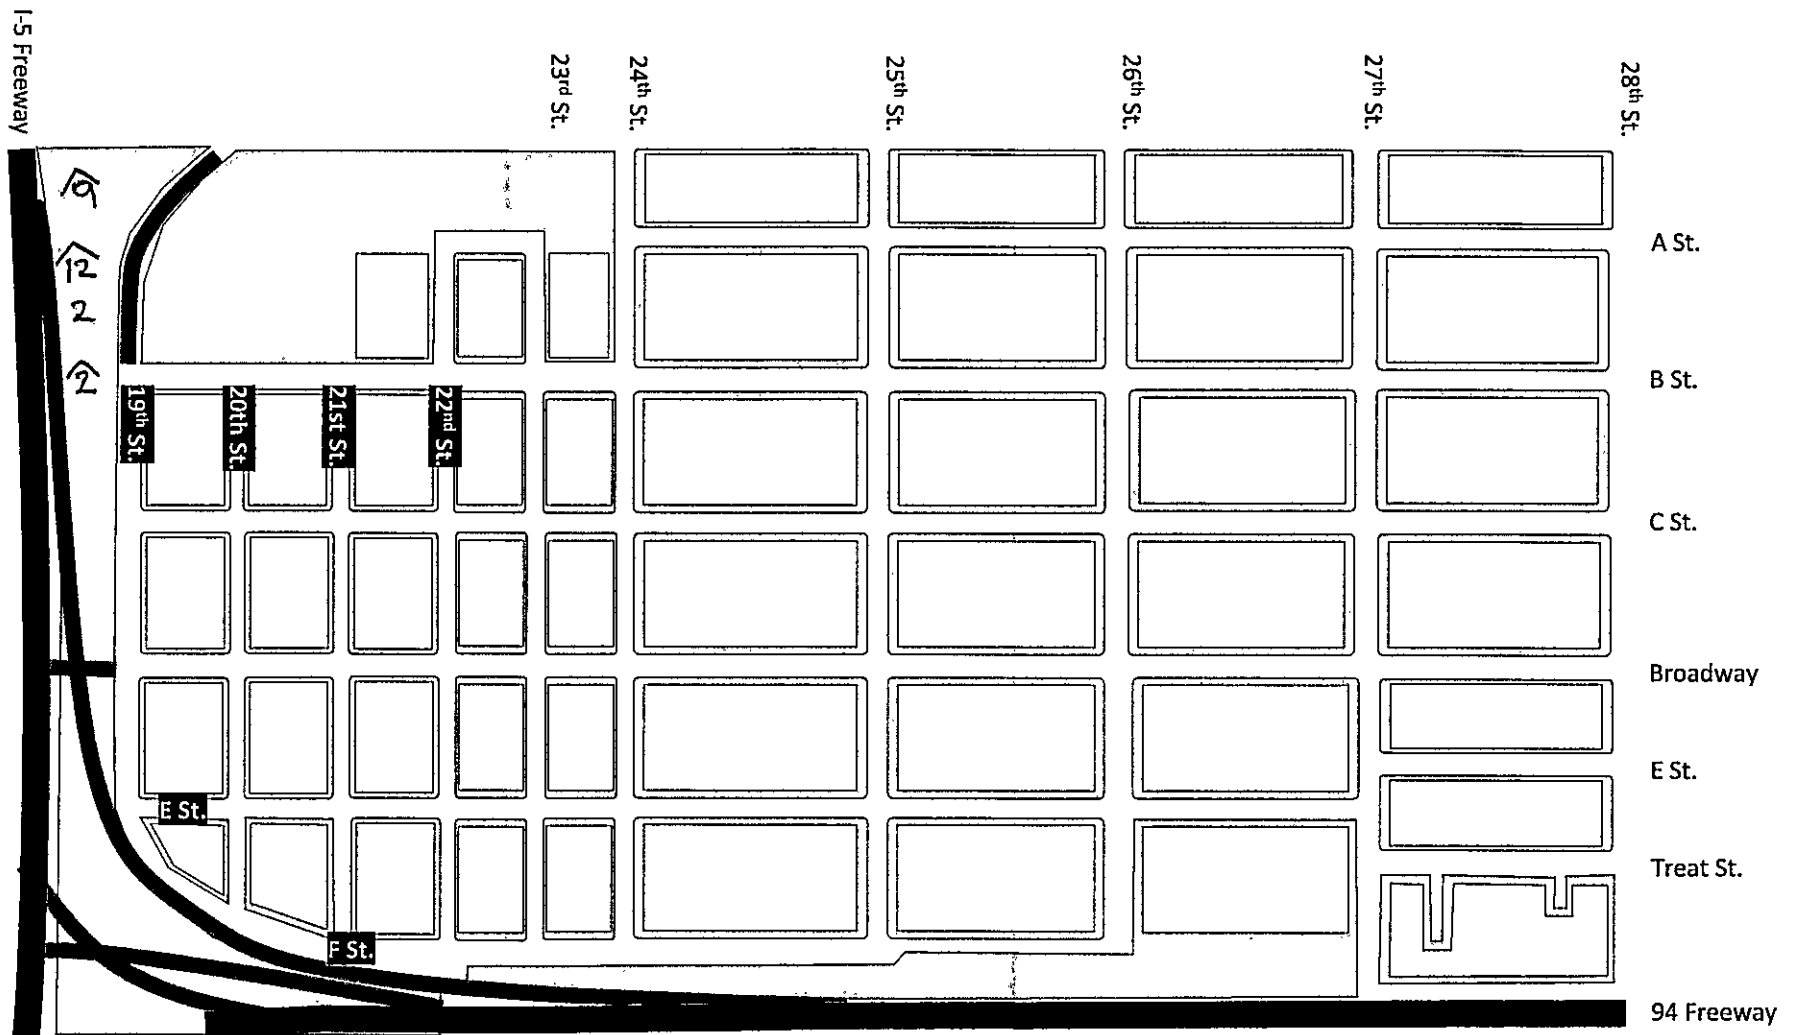 I-5 Freeway
23rd St.
24th St.
25th St.
26th St.
27th St.
28th St.
9
12
2
2
19th St.
20th St.
21st St.
22nd St.
A St.
B St.
C St.
Broadway
E St.
E St.
Treat St.
F St.
94 Freeway